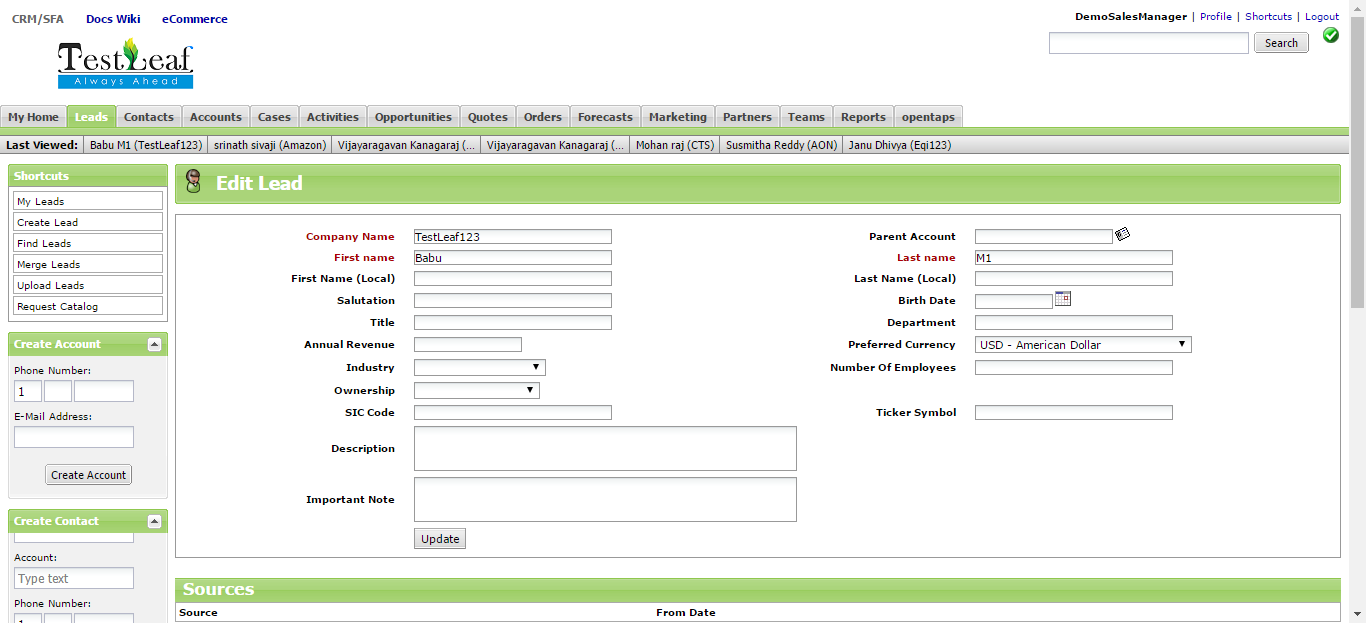 CRM/SFA Docs Wiki eCommerce
DemoSalesManager | Profile | Shortcuts | Logout
TestLeaf
Always Ahead
Search
My Home Leads Contacts Accounts Cases Activities Opportunities Quotes Orders Forecasts Marketing Partners Teams Reports opentaps
Last Viewed: Babu M1 (TestLeaf123) srinath sivaji (Amazon) Vijayaragavan Kanagaraj (... Vijayaragavan Kanagaraj (... Mohan raj (CTS) Susmitha Reddy (AON) Janu Dhivya (Eqi123)
Shortcuts
My Leads
Create Lead
Find Leads
Merge Leads
Upload Leads
Request Catalog
Create Account
Phone Number:
1
E-Mail Address:
Create Account
Create Contact
Account:
Type text
Phone Number:
1
Edit Lead
Company Name TestLeaf123 Parent Account
First name Babu Last name M1
First Name (Local) Last Name (Local)
Salutation Birth Date
Title Department
Annual Revenue Preferred Currency USD - American Dollar
Industry Number Of Employees
Ownership
SIC Code Ticker Symbol
Description
Important Note
Update
Sources
Source From Date